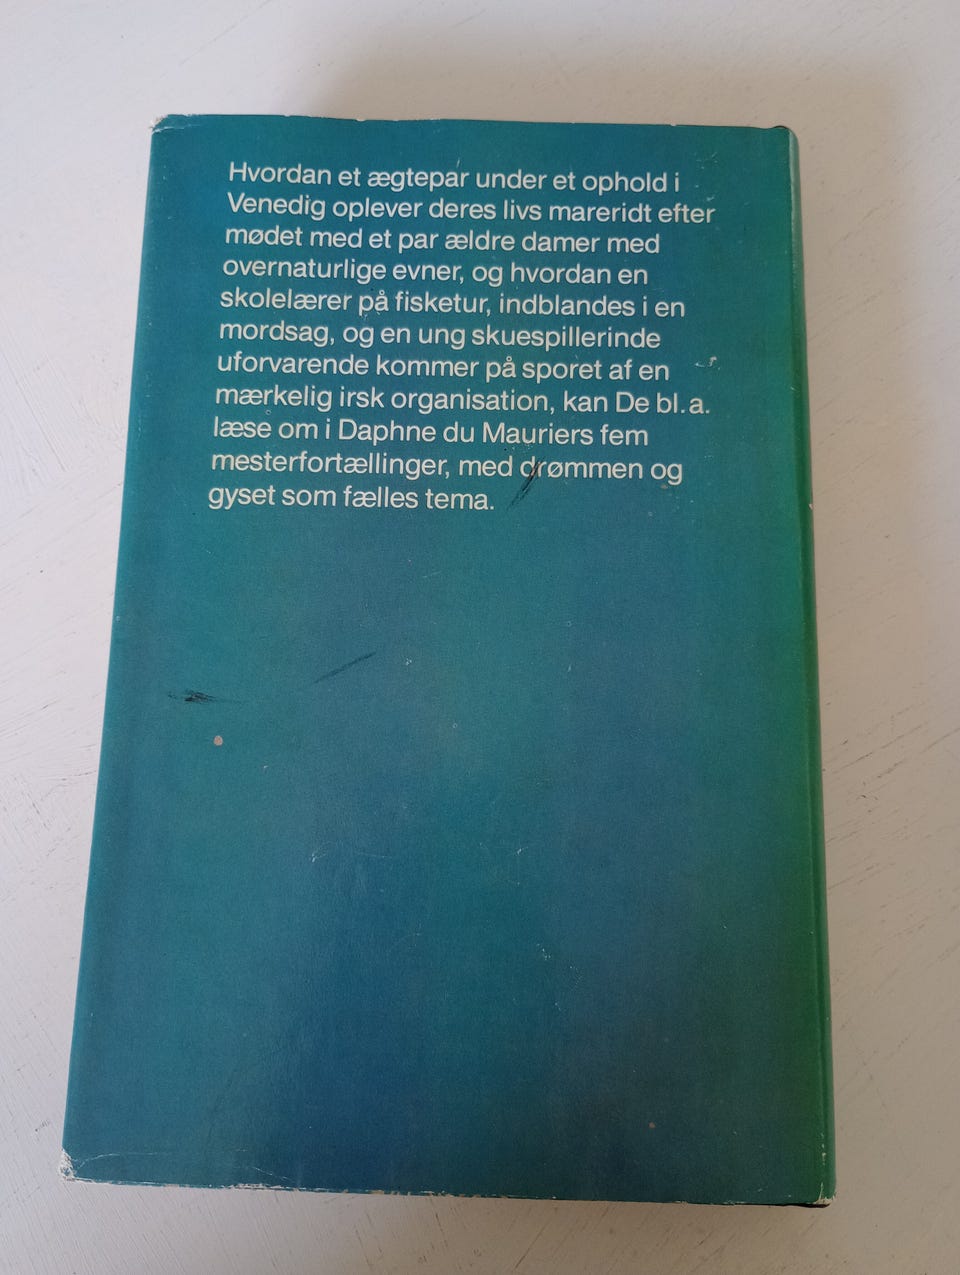 Hvordan et ægtepar under et ophold i
Venedig oplever deres livs mareridt efter
mødet med et par ældre damer med
overnaturlige evner, og hvordan en
skolelærer på fisketur, indblandes i en
mordsag, og en ung skuespillerinde
uforvarende kommer på sporet af en
mærkelig irsk organisation, kan De bl.a.
læse om i Daphne du Mauriers fem
mesterfortællinger, med drømmen og
gyset som fælles tema.